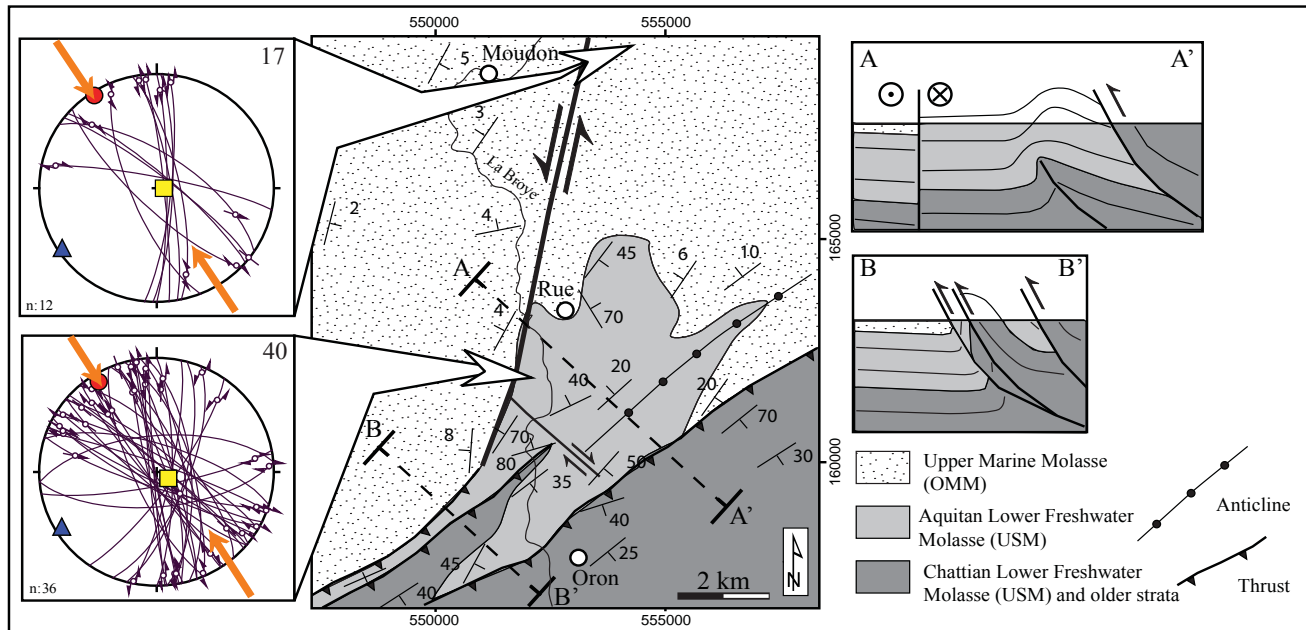 550000
555000
17
n:12
40
n:36
5
Moudon
3
La Broye
2
4
45
6
10
A
Rue
4
70
20
40
20
B
8
70
80
70
50
30
35
A'
40
45
Oron
25
40
B'
2 km
N
165000
160000
550000
555000
A
A'
B
B'
Upper Marine Molasse
(OMM)
Aquitan Lower Freshwater
Molasse (USM)
Chattian Lower Freshwater
Molasse (USM) and older strata
Anticline
Thrust